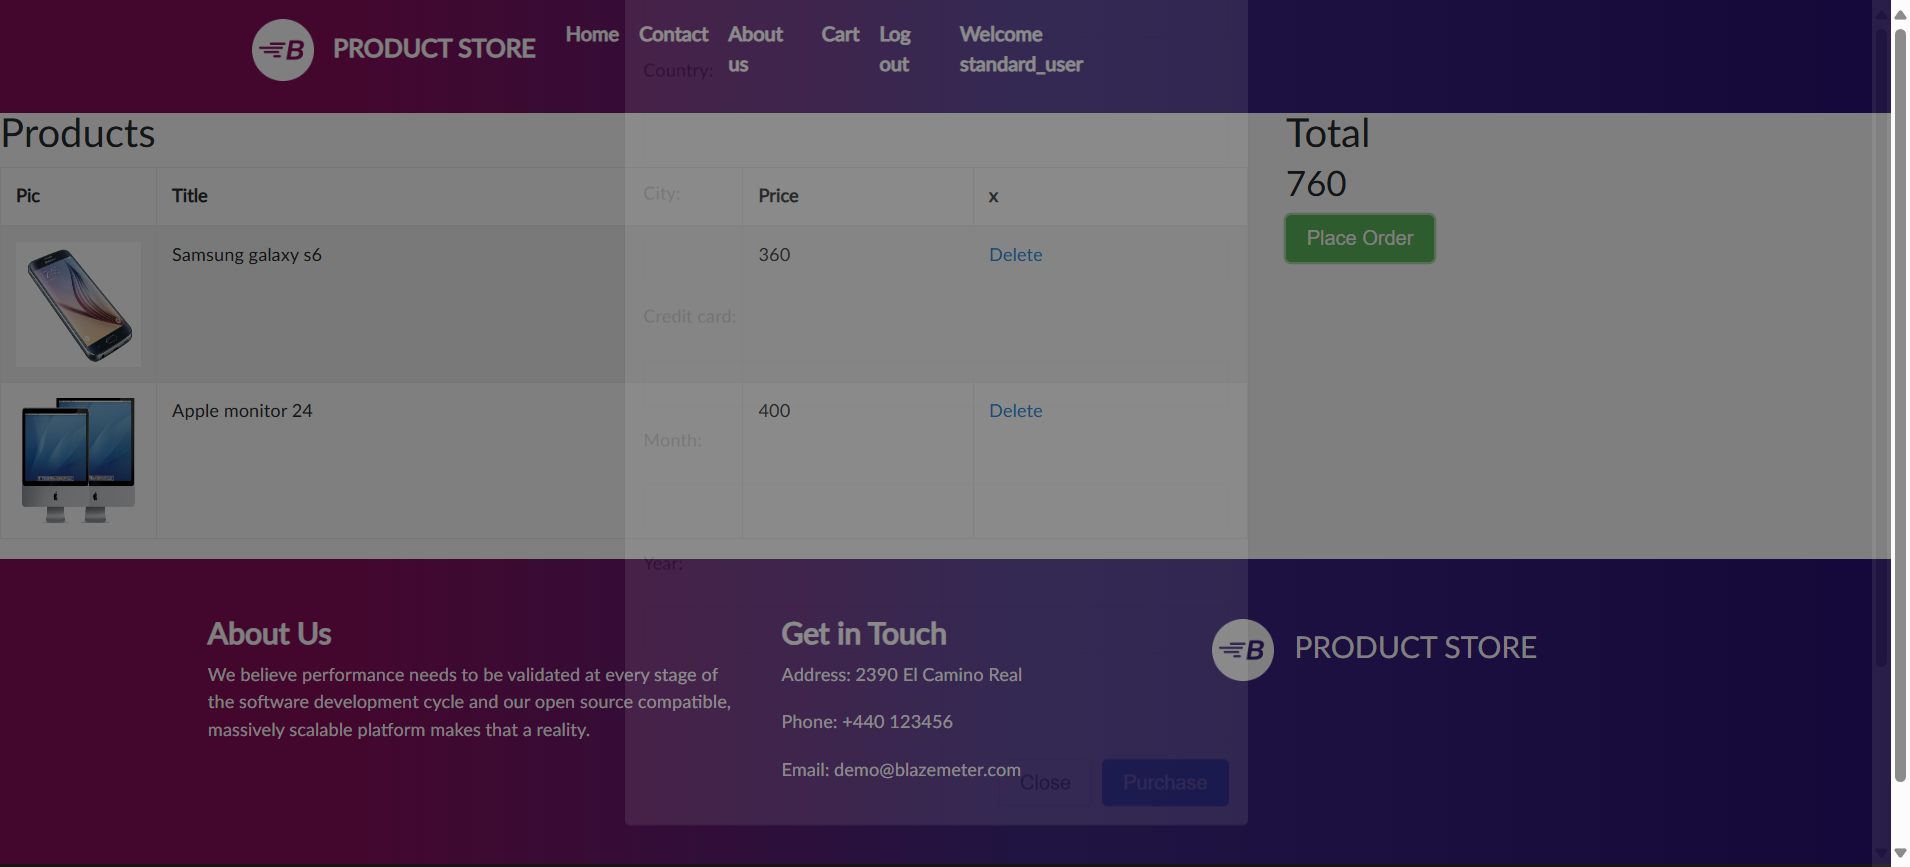 PRODUCT STORE
Home Contact About us Cart Log out Welcome standard_user
Country:
Products
Total
760
Place Order
Pic Title Price x
City:
Samsung galaxy s6 360 Delete
Credit card:
Apple monitor 24 400 Delete
Month:
Year:
About Us
We believe performance needs to be validated at every stage of
the software development cycle and our open source compatible,
massively scalable platform makes that a reality.
Get in Touch
Address: 2390 El Camino Real
Phone: +440 123456
Email: demo@blazemeter.com
B PRODUCT STORE
Close Purchase